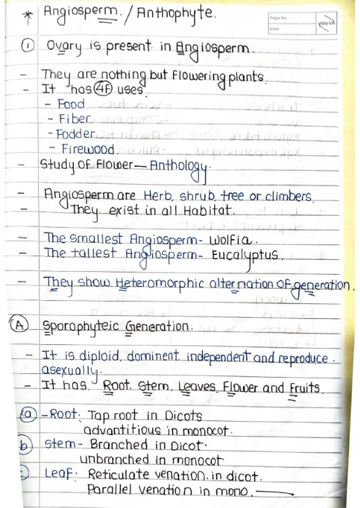 * Angiosperm. / Anthophyte.
Page No.:
Date:
YOUVA
① Ovary is present in Angiosperm.
- They are nothing but Flowering plants.
- It has 4F uses.
- Food
- Fiber
- Fodder
- Firewood.
- Study OF Flower - Anthology.
- Angiosperm are Herb, shrub, tree or climbers.
- They exist in all Habitat.
- The smallest Angiosperm - Wolfia.
- The tallest Angiosperm - Eucalyptus.
- They show Heteromorphic alternation OF generation.
Ⓐ Sporophyteic Generation.
- It is diploid, dominent, independent and reproduce
asexually.
- It has Root, Stem, Leaves, Flower and Fruits.
ⓐ - Root: Tap root in Dicots
advantitious in monocot.
ⓑ Stem - Branched in Dicot.
unbranched in monocot
Leaf: Reticulate venation in dicot.
Parallel venation in mono.